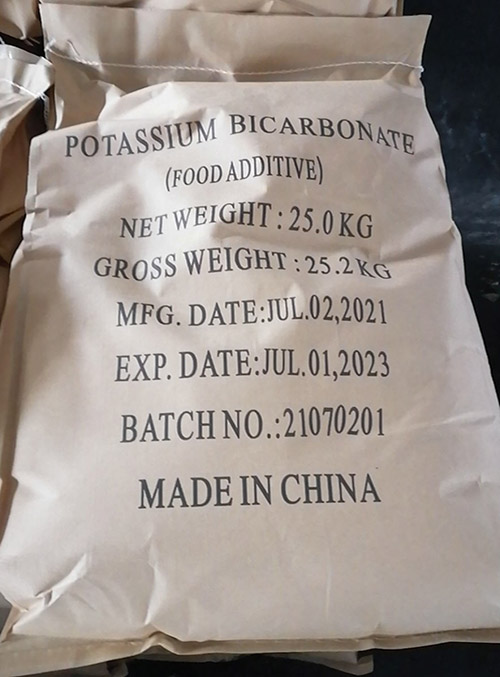 POTASSIUM BICARBONATE
(FOOD ADDITIVE)
NET WEIGHT : 25.0 KG
GROSS WEIGHT : 25.2 KG
MFG. DATE:JUL.02,2021
EXP. DATE:JUL.01,2023
BATCH NO.:21070201
MADE IN CHINA